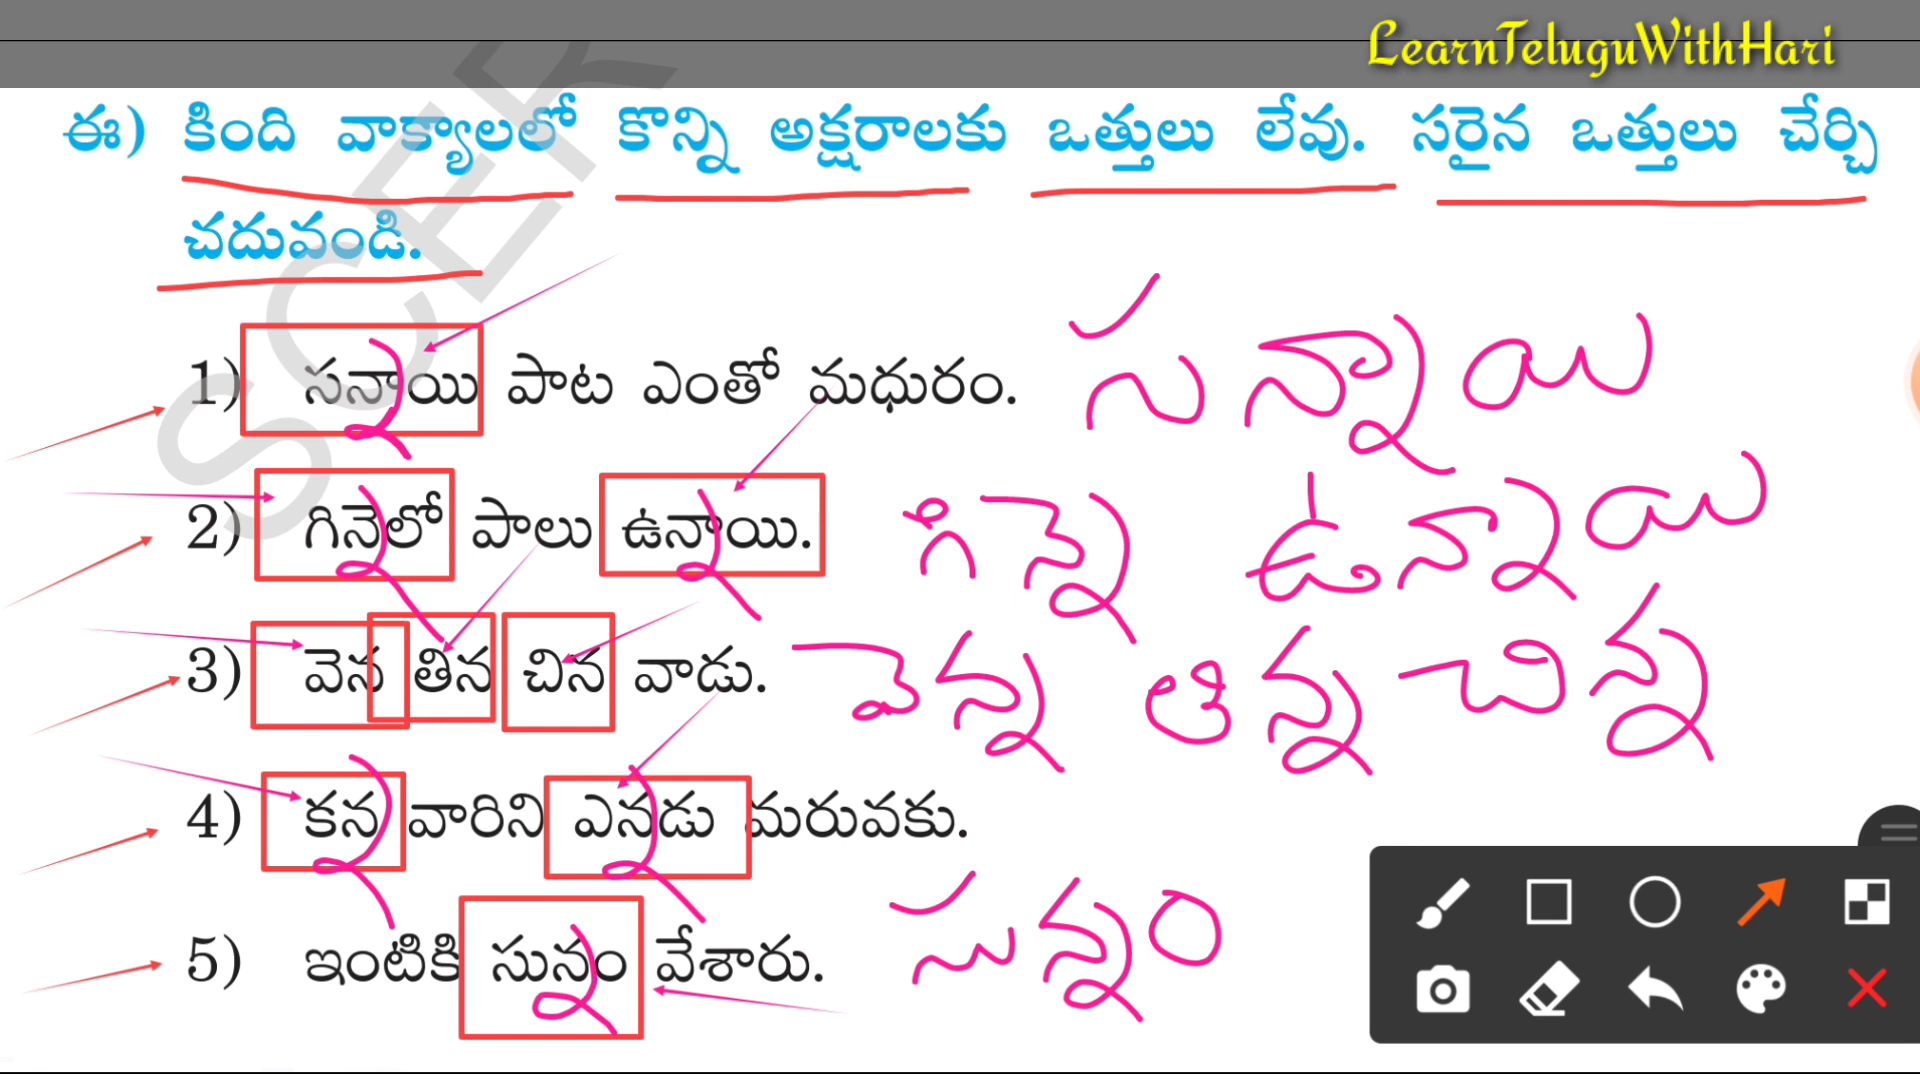 LearnTeluguWithHari
ఈ) కింది వాక్యాలలో కొన్ని అక్షరాలకు ఒత్తులు లేవు. సరైన ఒత్తులు చేర్చి
చదువండి.
1) సనాయి పాట ఎంతో మధురం. సన్నాయి
2) గినెలో పాలు ఉనాయి. గిన్నె ఉన్నాయి
3) వెన తిన చిన వాడు. వెన్న తిన్న చిన్న
4) కన వారిని ఎనడు మరువకు.
5) ఇంటికి సునం వేశారు. సున్నం
SCER